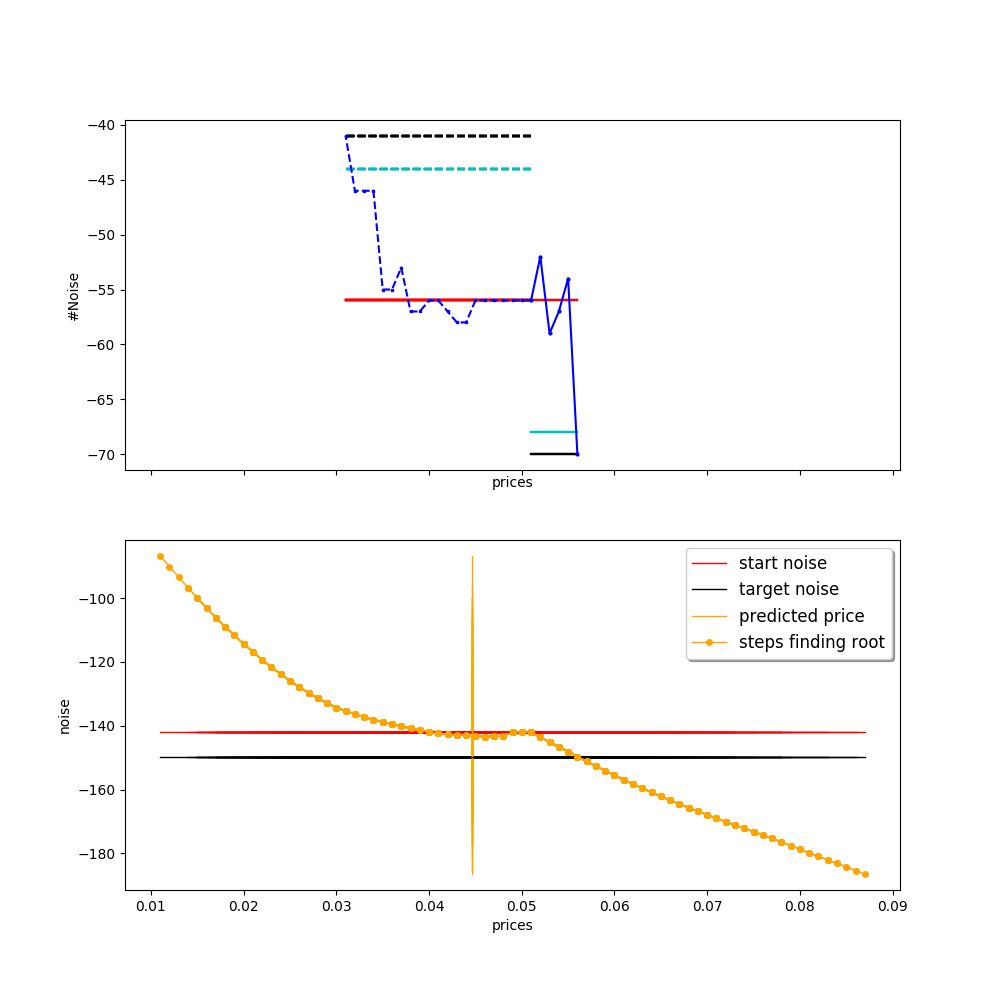 −40
−45
−50
−55
−60
−65
−70
#Noise
prices
start noise
target noise
predicted price
steps finding root
−100
−120
−140
−160
−180
noise
0.01 0.02 0.03 0.04 0.05 0.06 0.07 0.08 0.09
prices